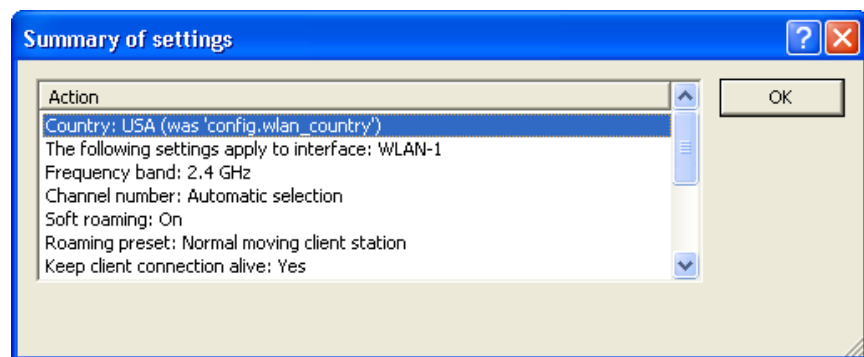 Summary of settings
Action
OK
Country: USA (was 'config.wlan_country')
The following settings apply to interface: WLAN-1
Frequency band: 2.4 GHz
Channel number: Automatic selection
Soft roaming: On
Roaming preset: Normal moving client station
Keep client connection alive: Yes